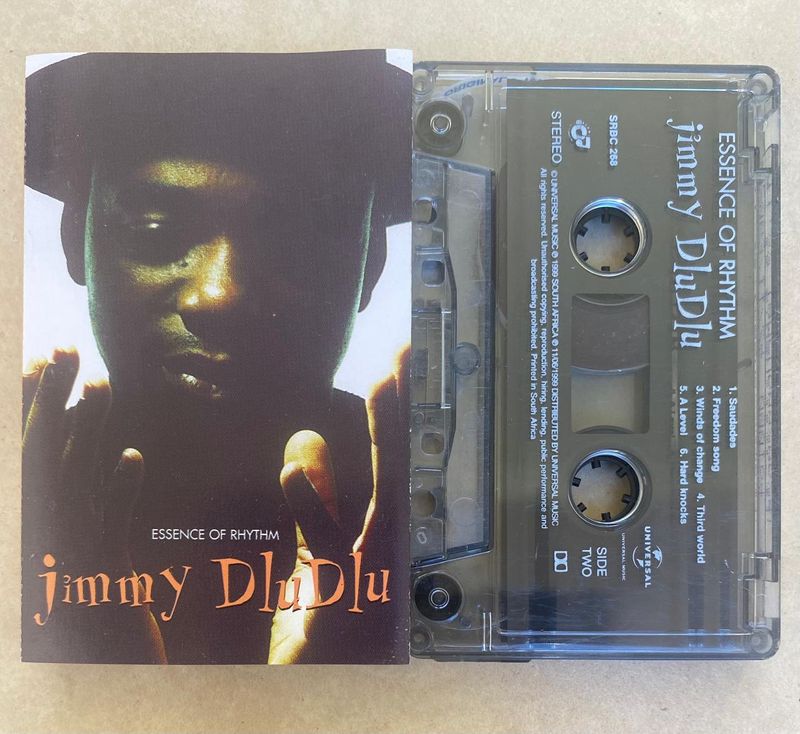 ESSENCE OF RHYTHM
jimmy DluDlu
ESSENCE OF RHYTHM
jimmy DluDlu
SRBC 268
STEREO
© UNIVERSAL MUSIC ℗ 1999 SOUTH AFRICA ℗ 11/06/1999 DISTRIBUTED BY UNIVERSAL MUSIC
All rights reserved. Unauthorised copying, reproduction, hiring, lending, public performance and
broadcasting prohibited. Printed in South Africa
1. Saudades
2. Freedom song
3. Winds of change 4. Third world
5. A Level 6. Hard knocks
UNIVERSAL
UNIVERSAL MUSIC
SIDE
TWO